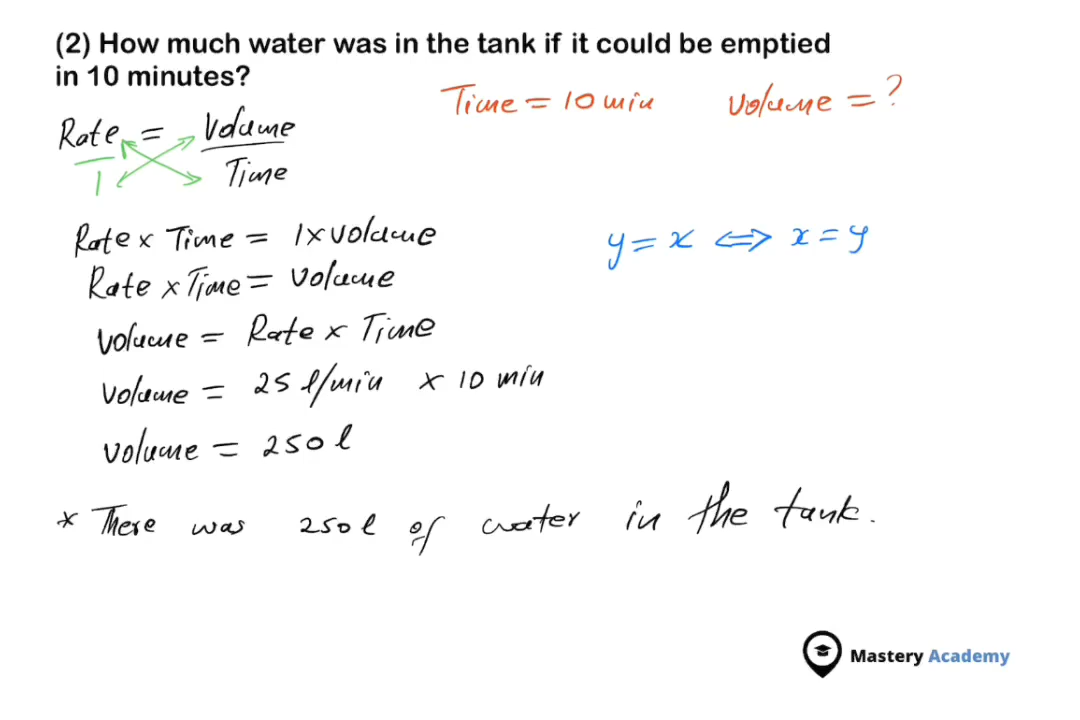 (2) How much water was in the tank if it could be emptied
in 10 minutes?
Time = 10 min volume = ?
Rate/1 = Volume/Time
Rate x Time = 1 x volume
y = x ⇔ x = y
Rate x Time = volume
volume = Rate x Time
volume = 25 l/min x 10 min
volume = 250 l
* There was 250 l of water in the tank.
Mastery Academy